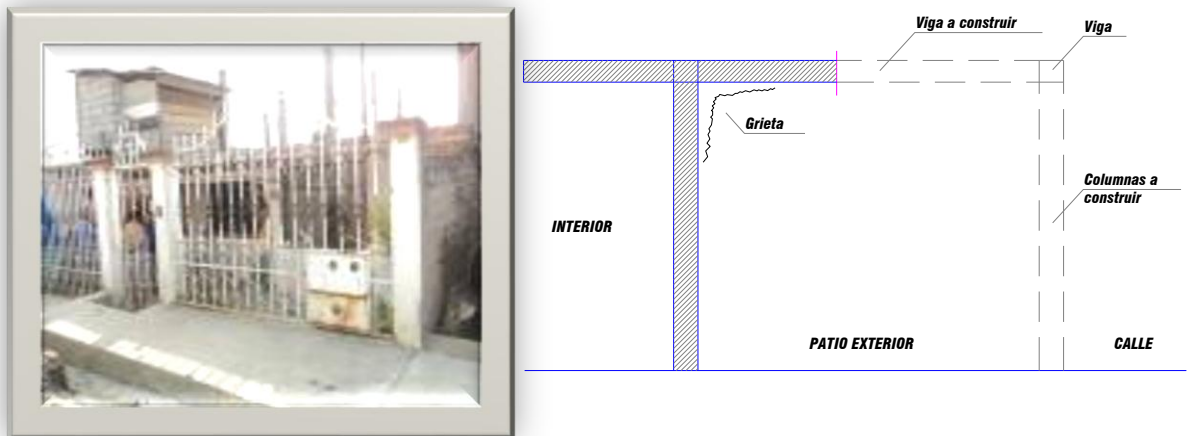 Viga a construir
Viga
Grieta
Columnas a
construir
INTERIOR
PATIO EXTERIOR
CALLE